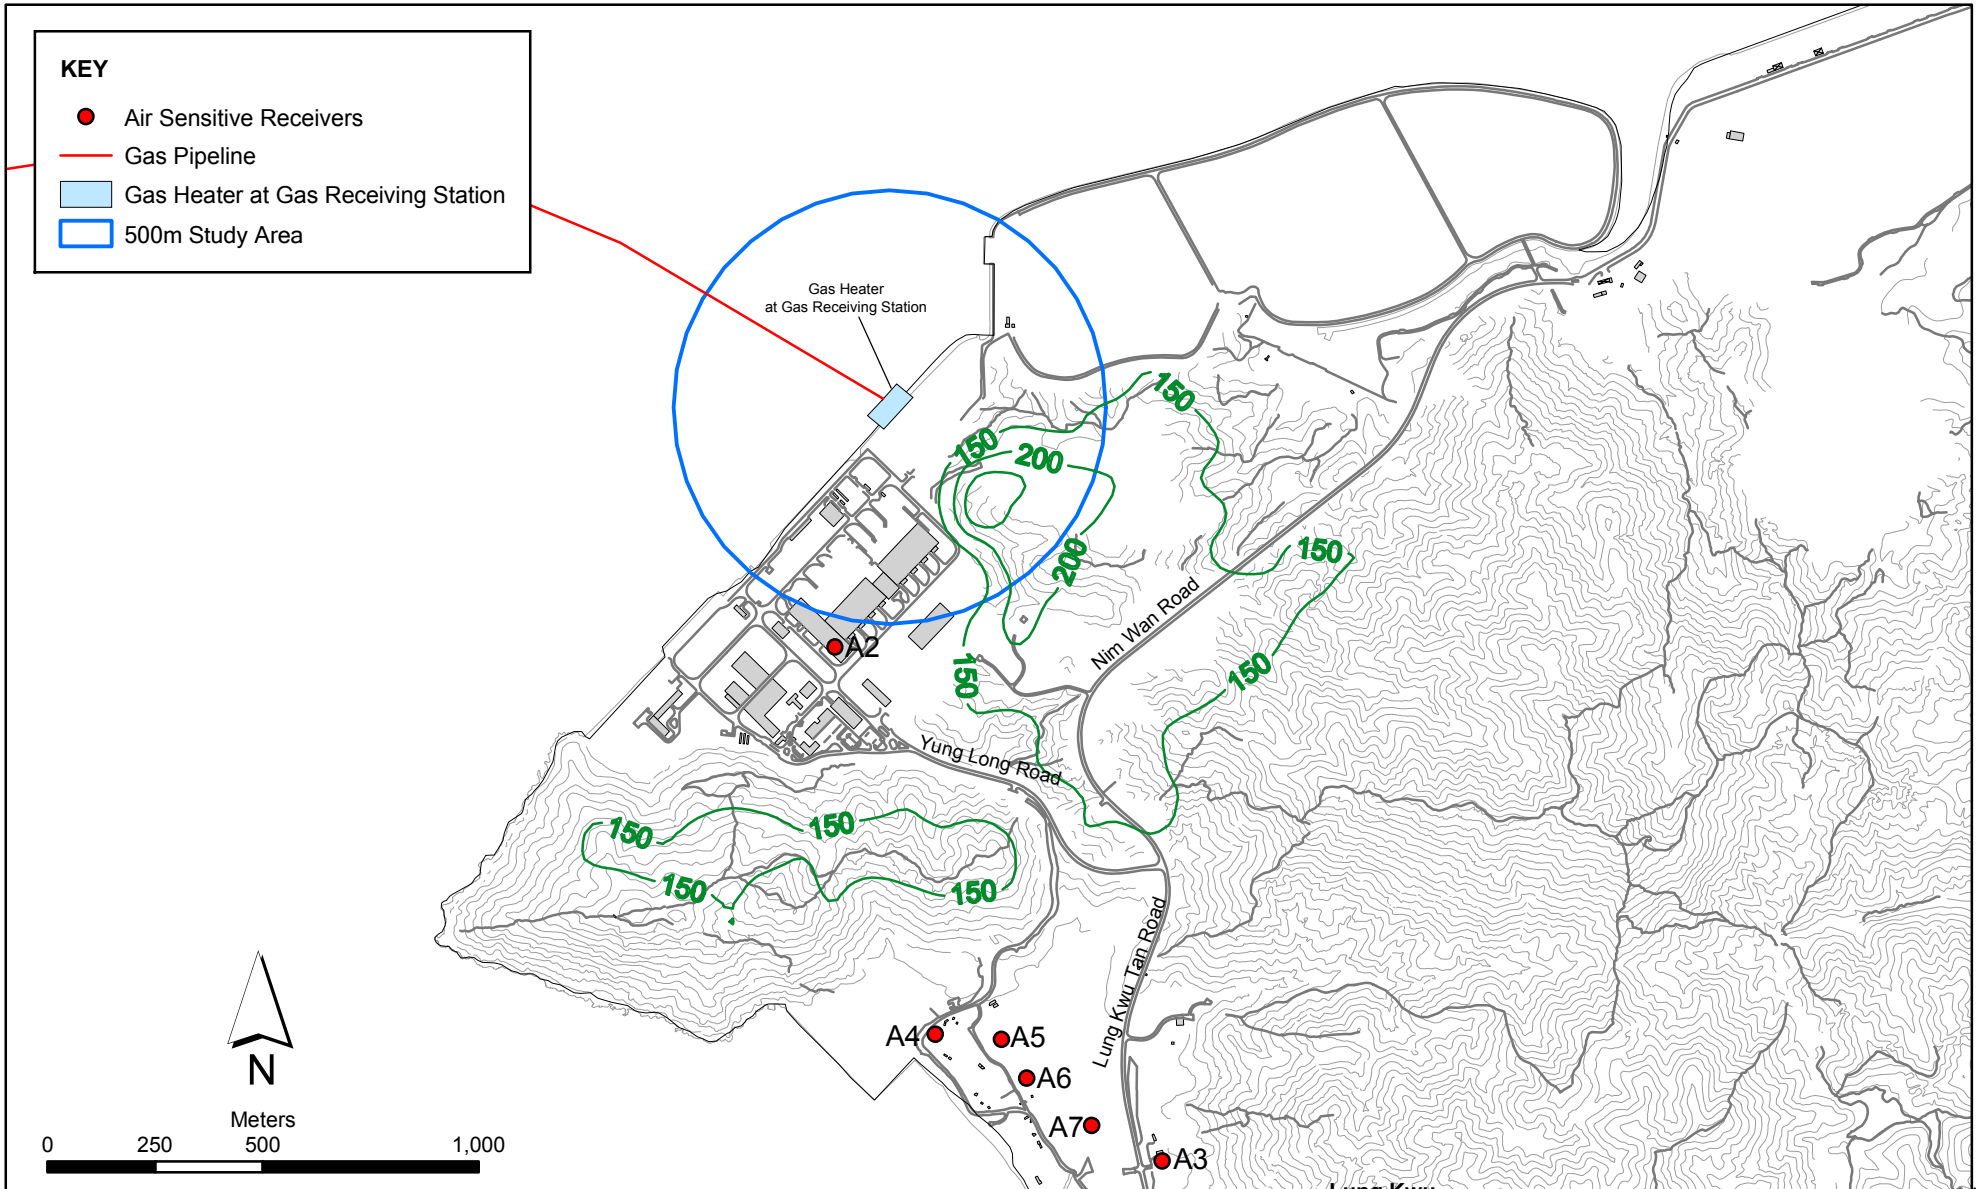 KEY
Air Sensitive Receivers
Gas Pipeline
Gas Heater at Gas Receiving Station
500m Study Area
Gas Heater
at Gas Receiving Station
150
150
200
150
200
Nim Wan Road
150
150
A2
Yung Long Road
150
150
150
150
Lung Kwu Tan Road
A4
A5
A6
A7
A3
N
Meters
0 250 500 1,000
Lung Kwu